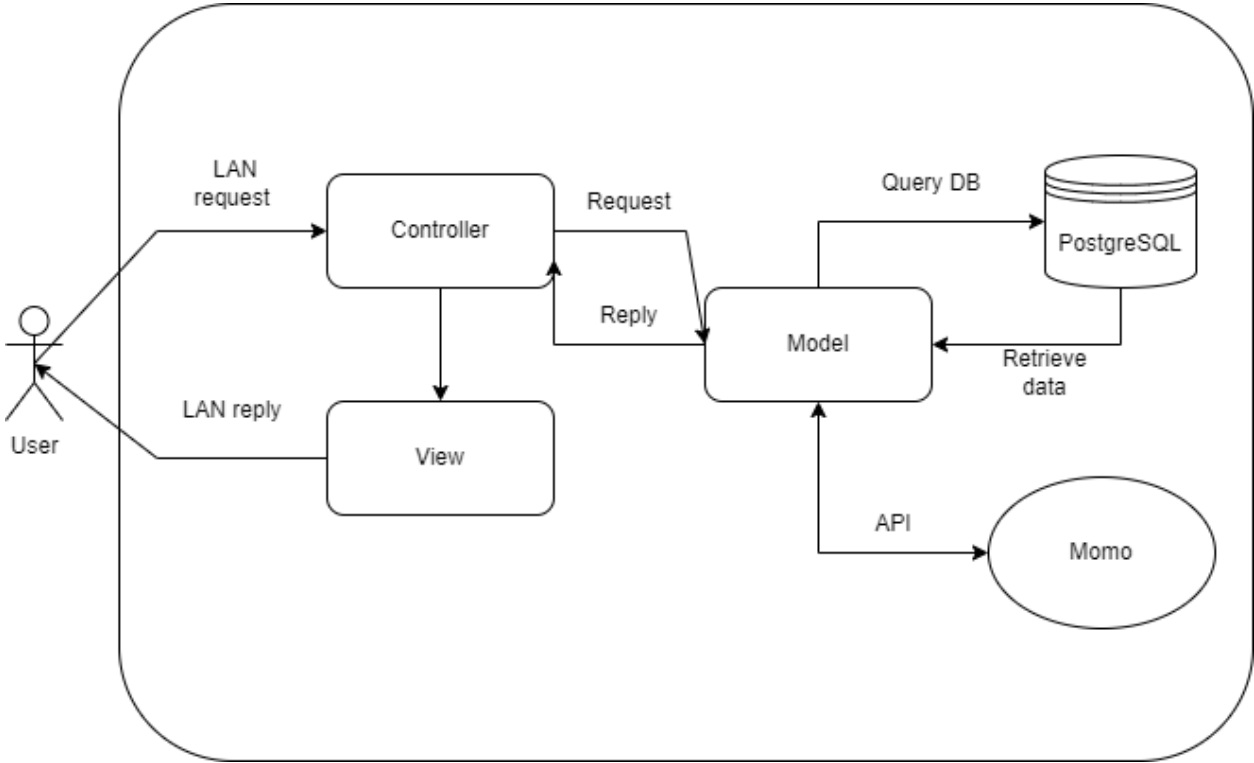 LAN
request
Controller
Request
Query DB
PostgreSQL
Reply
Model
Retrieve
data
LAN reply
User
View
API
Momo